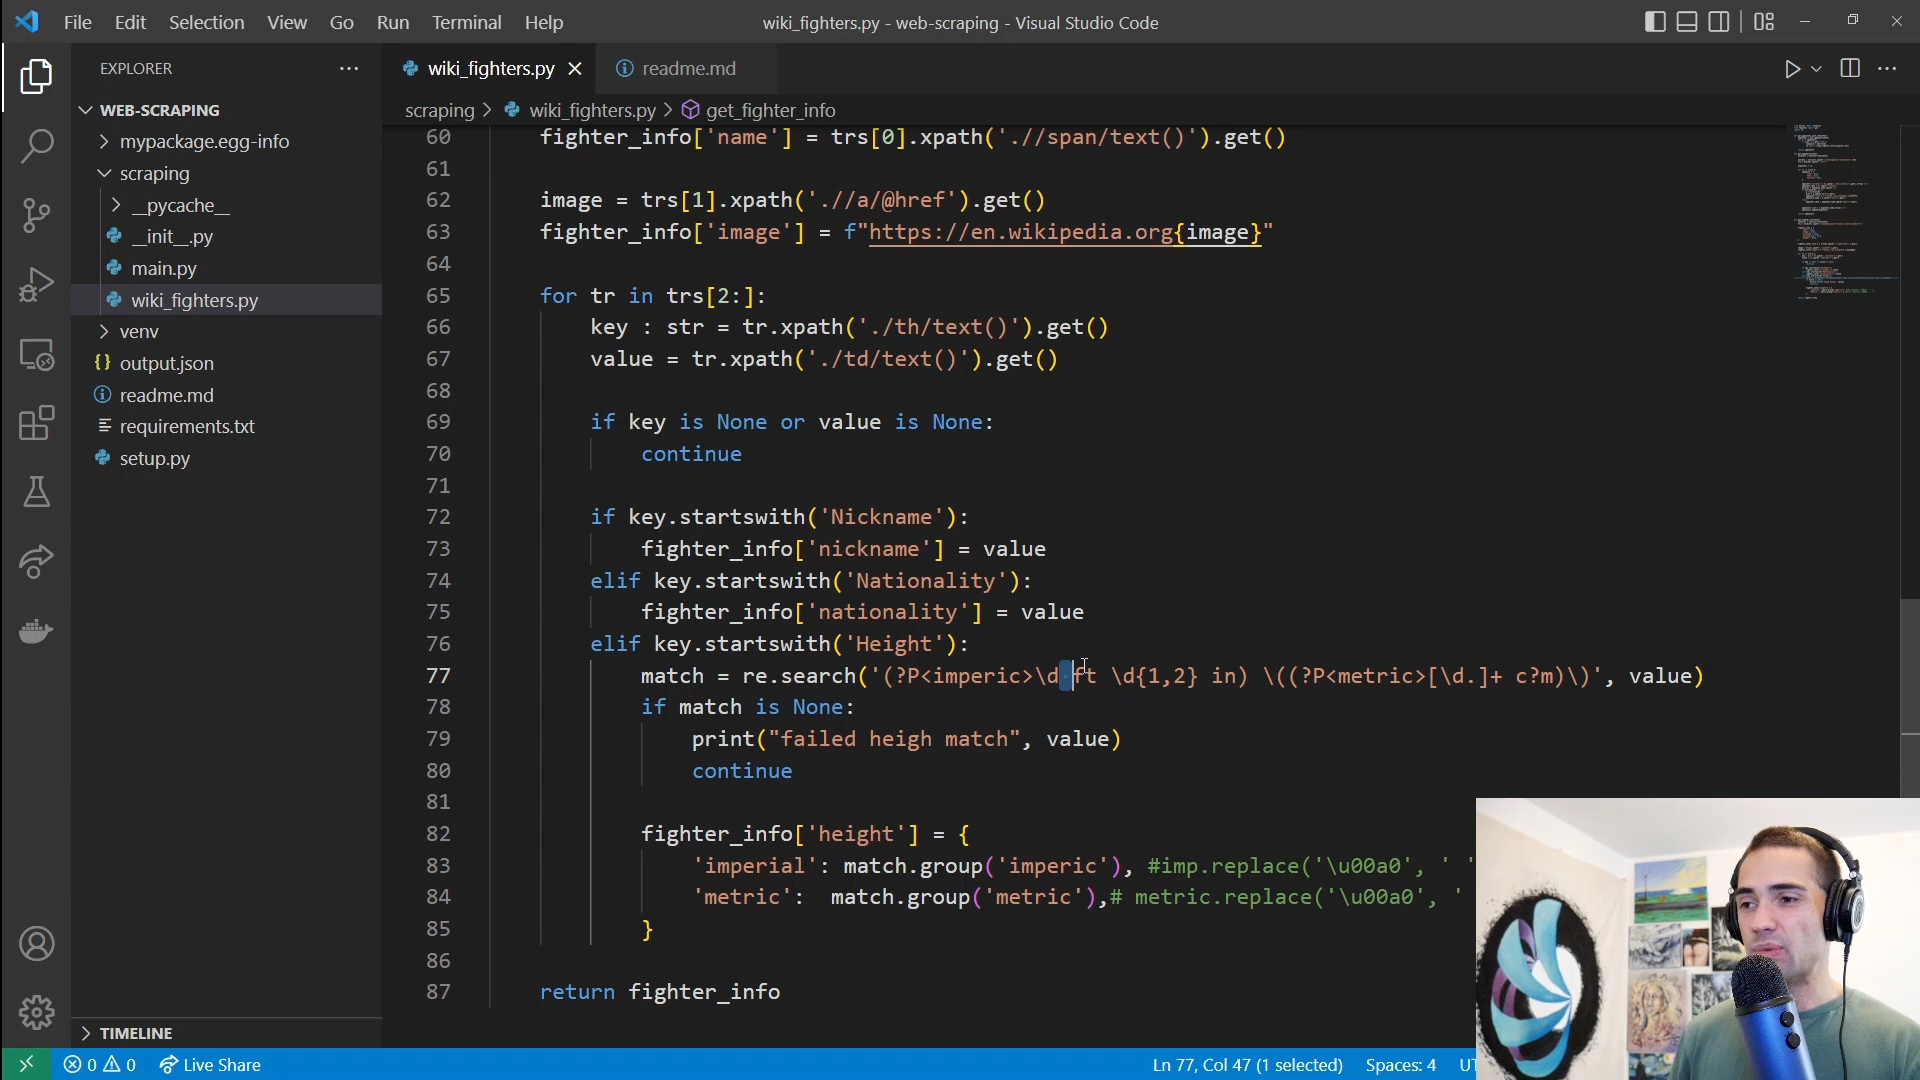 File Edit Selection View Go Run Terminal Help
wiki_fighters.py - web-scraping - Visual Studio Code
EXPLORER
WEB-SCRAPING
mypackage.egg-info
scraping
__pycache__
__init__.py
main.py
wiki_fighters.py
venv
output.json
readme.md
requirements.txt
setup.py
TIMELINE
wiki_fighters.py
readme.md
scraping > wiki_fighters.py > get_fighter_info
60 fighter_info['name'] = trs[0].xpath('.//span/text()').get()
61
62 image = trs[1].xpath('.//a/@href').get()
63 fighter_info['image'] = f"https://en.wikipedia.org{image}"
64
65 for tr in trs[2:]:
66 key : str = tr.xpath('./th/text()').get()
67 value = tr.xpath('./td/text()').get()
68
69 if key is None or value is None:
70 continue
71
72 if key.startswith('Nickname'):
73 fighter_info['nickname'] = value
74 elif key.startswith('Nationality'):
75 fighter_info['nationality'] = value
76 elif key.startswith('Height'):
77 match = re.search('(?P<imperic>\d ft \d{1,2} in) \((?P<metric>[\d.]+ c?m)\)', value)
78 if match is None:
79 print("failed heigh match", value)
80 continue
81
82 fighter_info['height'] = {
83 'imperial': match.group('imperic'), #imp.replace('\u00a0', ' '
84 'metric': match.group('metric'),# metric.replace('\u00a0', '
85 }
86
87 return fighter_info
0 0 Live Share
Ln 77, Col 47 (1 selected) Spaces: 4 UT